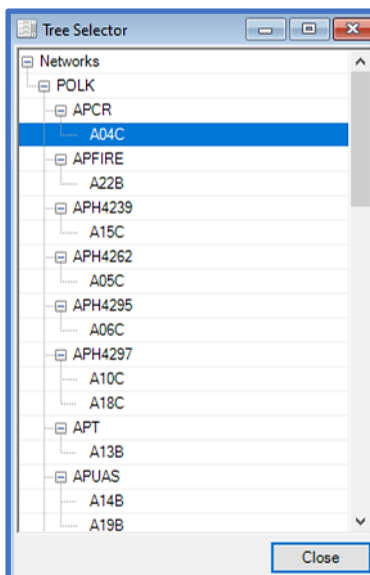 Tree Selector
Networks
POLK
APCR
A04C
APFIRE
A22B
APH4239
A15C
APH4262
A05C
APH4295
A06C
APH4297
A10C
A18C
APT
A13B
APUAS
A14B
A19B
Close